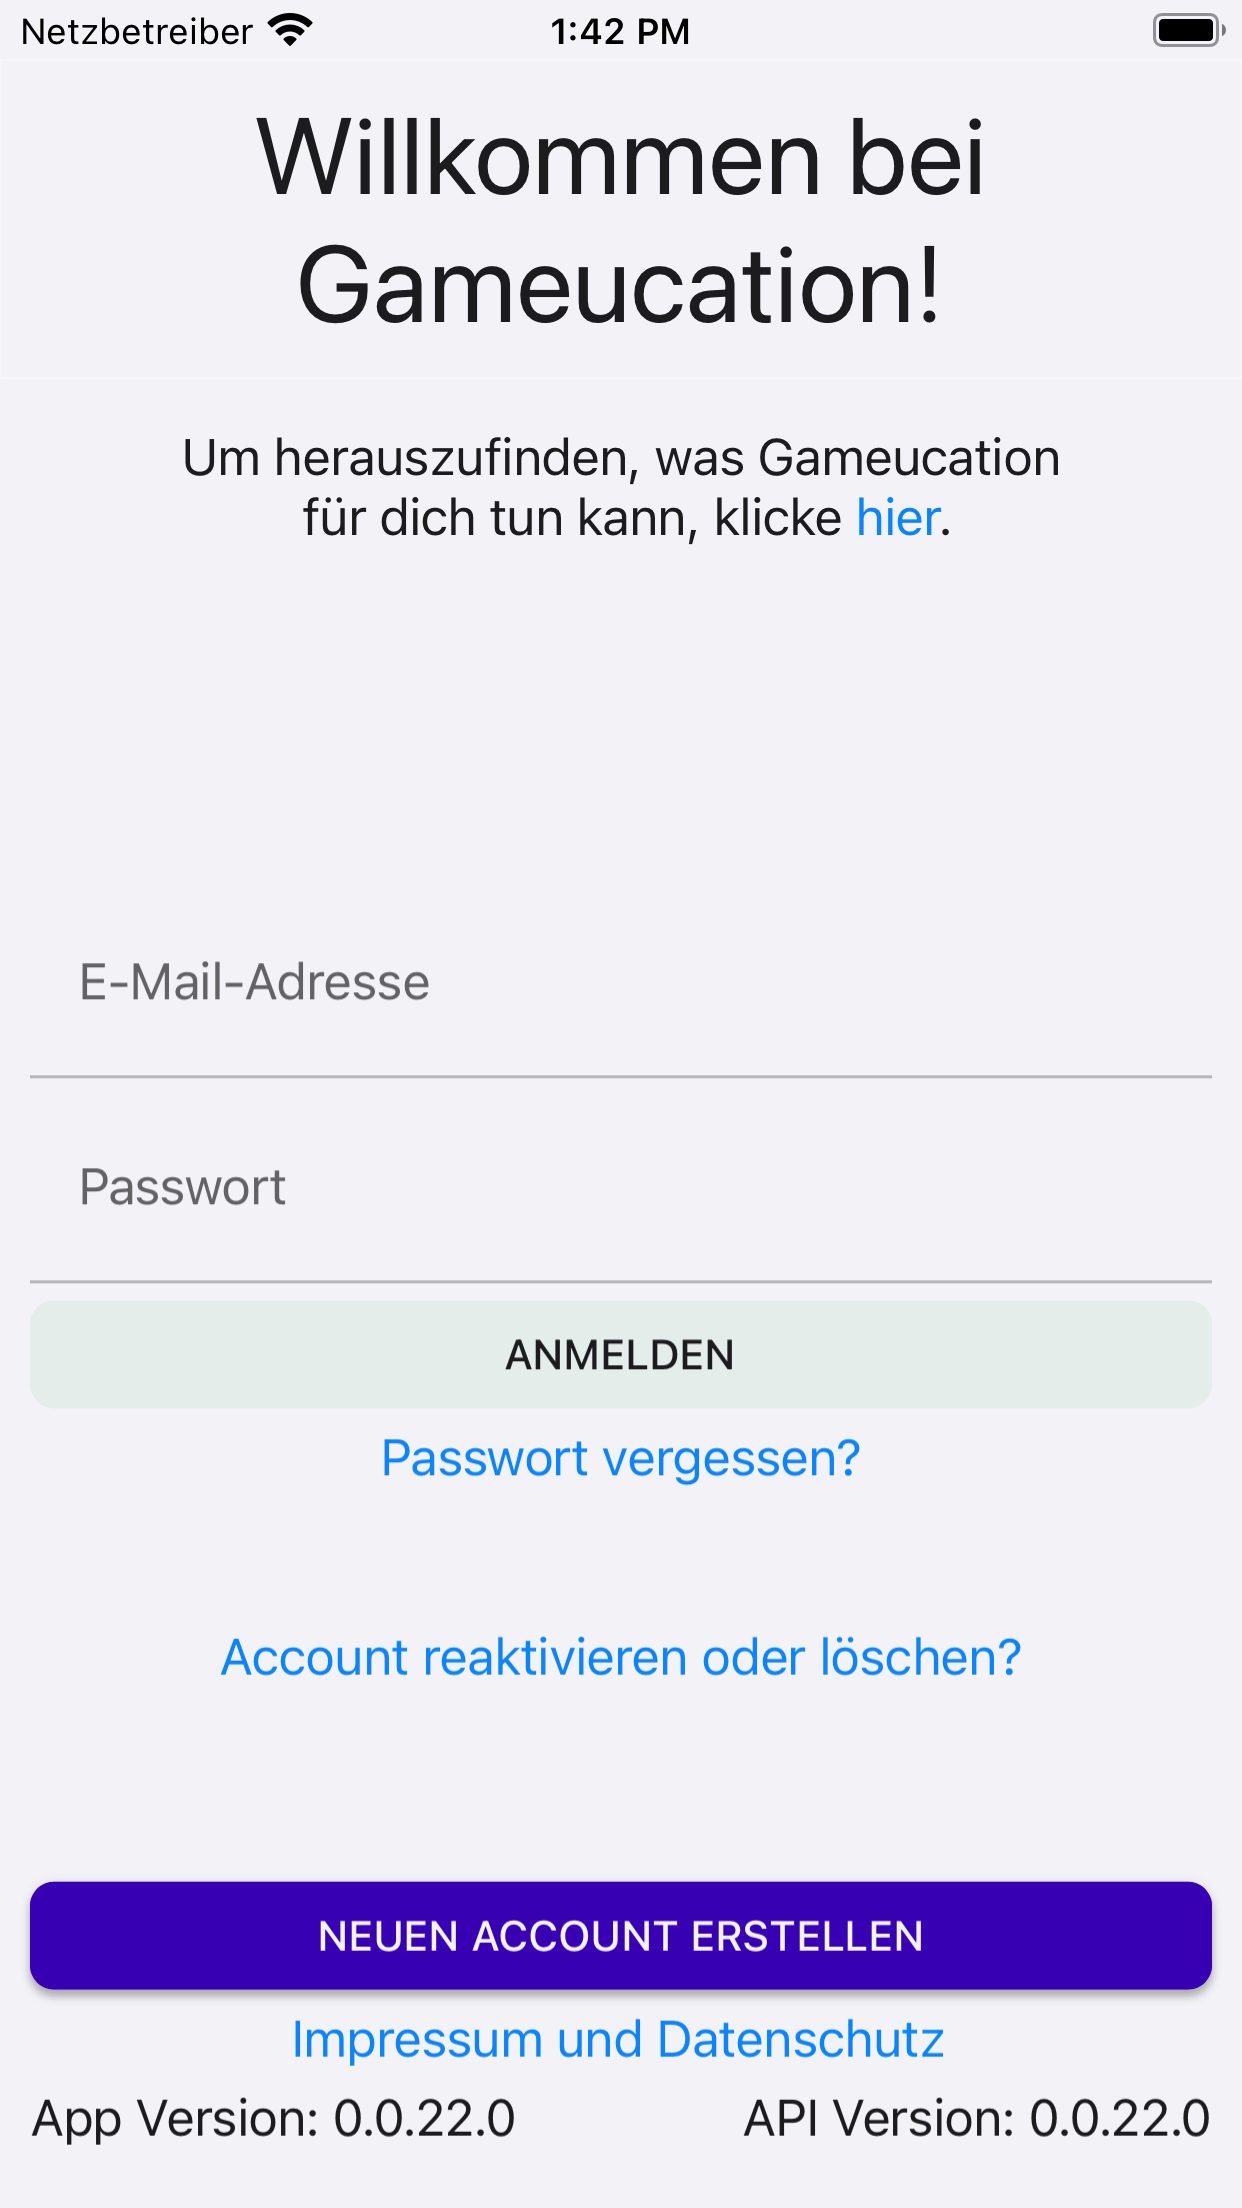 Netzbetreiber 1:42 PM
Willkommen bei
Gameucation!
Um herauszufinden, was Gameucation
für dich tun kann, klicke hier.
E-Mail-Adresse
Passwort
ANMELDEN
Passwort vergessen?
Account reaktivieren oder löschen?
NEUEN ACCOUNT ERSTELLEN
Impressum und Datenschutz
App Version: 0.0.22.0 API Version: 0.0.22.0